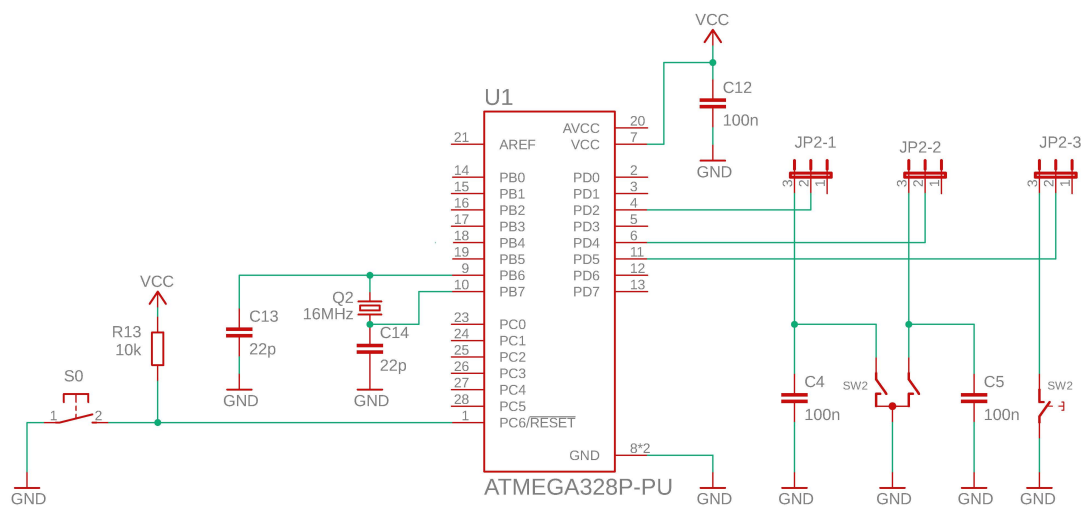 VCC
C12
100n
GND
U1
21
AREF
AVCC
20
VCC
7
14
PB0
PD0
2
15
PB1
PD1
3
16
PB2
PD2
4
17
PB3
PD3
5
18
PB4
PD4
6
19
PB5
PD5
11
9
PB6
PD6
12
10
PB7
PD7
13
23
PC0
24
PC1
25
PC2
26
PC3
27
PC4
28
PC5
1
PC6/RESET
GND
8*2
ATMEGA328P-PU
GND
JP2-1
3
2
1
JP2-2
3
2
1
JP2-3
3
2
1
VCC
R13
10k
S0
1
2
GND
C13
22p
GND
Q2
16MHz
C14
22p
GND
C4
100n
GND
SW2
GND
C5
100n
GND
SW2
GND